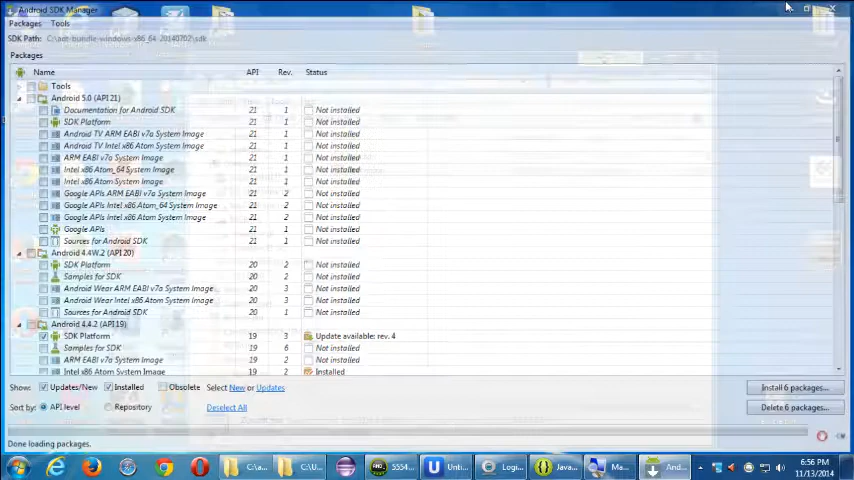 Android SDK Manager
Packages Tools
SDK Path: C:\adt-bundle-windows-x86_64-20140702\sdk
Packages
Name API Rev. Status
Tools
Android 5.0 (API 21)
Documentation for Android SDK 21 1 Not installed
SDK Platform 21 1 Not installed
Android TV ARM EABI v7a System Image 21 1 Not installed
Android TV Intel x86 Atom System Image 21 1 Not installed
ARM EABI v7a System Image 21 1 Not installed
Intel x86 Atom_64 System Image 21 1 Not installed
Intel x86 Atom System Image 21 1 Not installed
Google APIs ARM EABI v7a System Image 21 2 Not installed
Google APIs Intel x86 Atom_64 System Image 21 2 Not installed
Google APIs Intel x86 Atom System Image 21 2 Not installed
Google APIs 21 1 Not installed
Sources for Android SDK 21 1 Not installed
Android 4.4W.2 (API 20)
SDK Platform 20 2 Not installed
Samples for SDK 20 2 Not installed
Android Wear ARM EABI v7a System Image 20 3 Not installed
Android Wear Intel x86 Atom System Image 20 3 Not installed
Sources for Android SDK 20 1 Not installed
Android 4.4.2 (API 19)
SDK Platform 19 3 Update available: rev. 4
Samples for SDK 19 6 Not installed
ARM EABI v7a System Image 19 2 Not installed
Intel x86 Atom System Image 19 2 Installed
Show: Updates/New Installed Obsolete Select New or Updates Install 6 packages...
Sort by: API level Repository Deselect All Delete 6 packages...
Done loading packages.
C:\a... C:\U... 5554... Unti... Logi... Java... Ma... And... 6:56 PM
11/13/2014